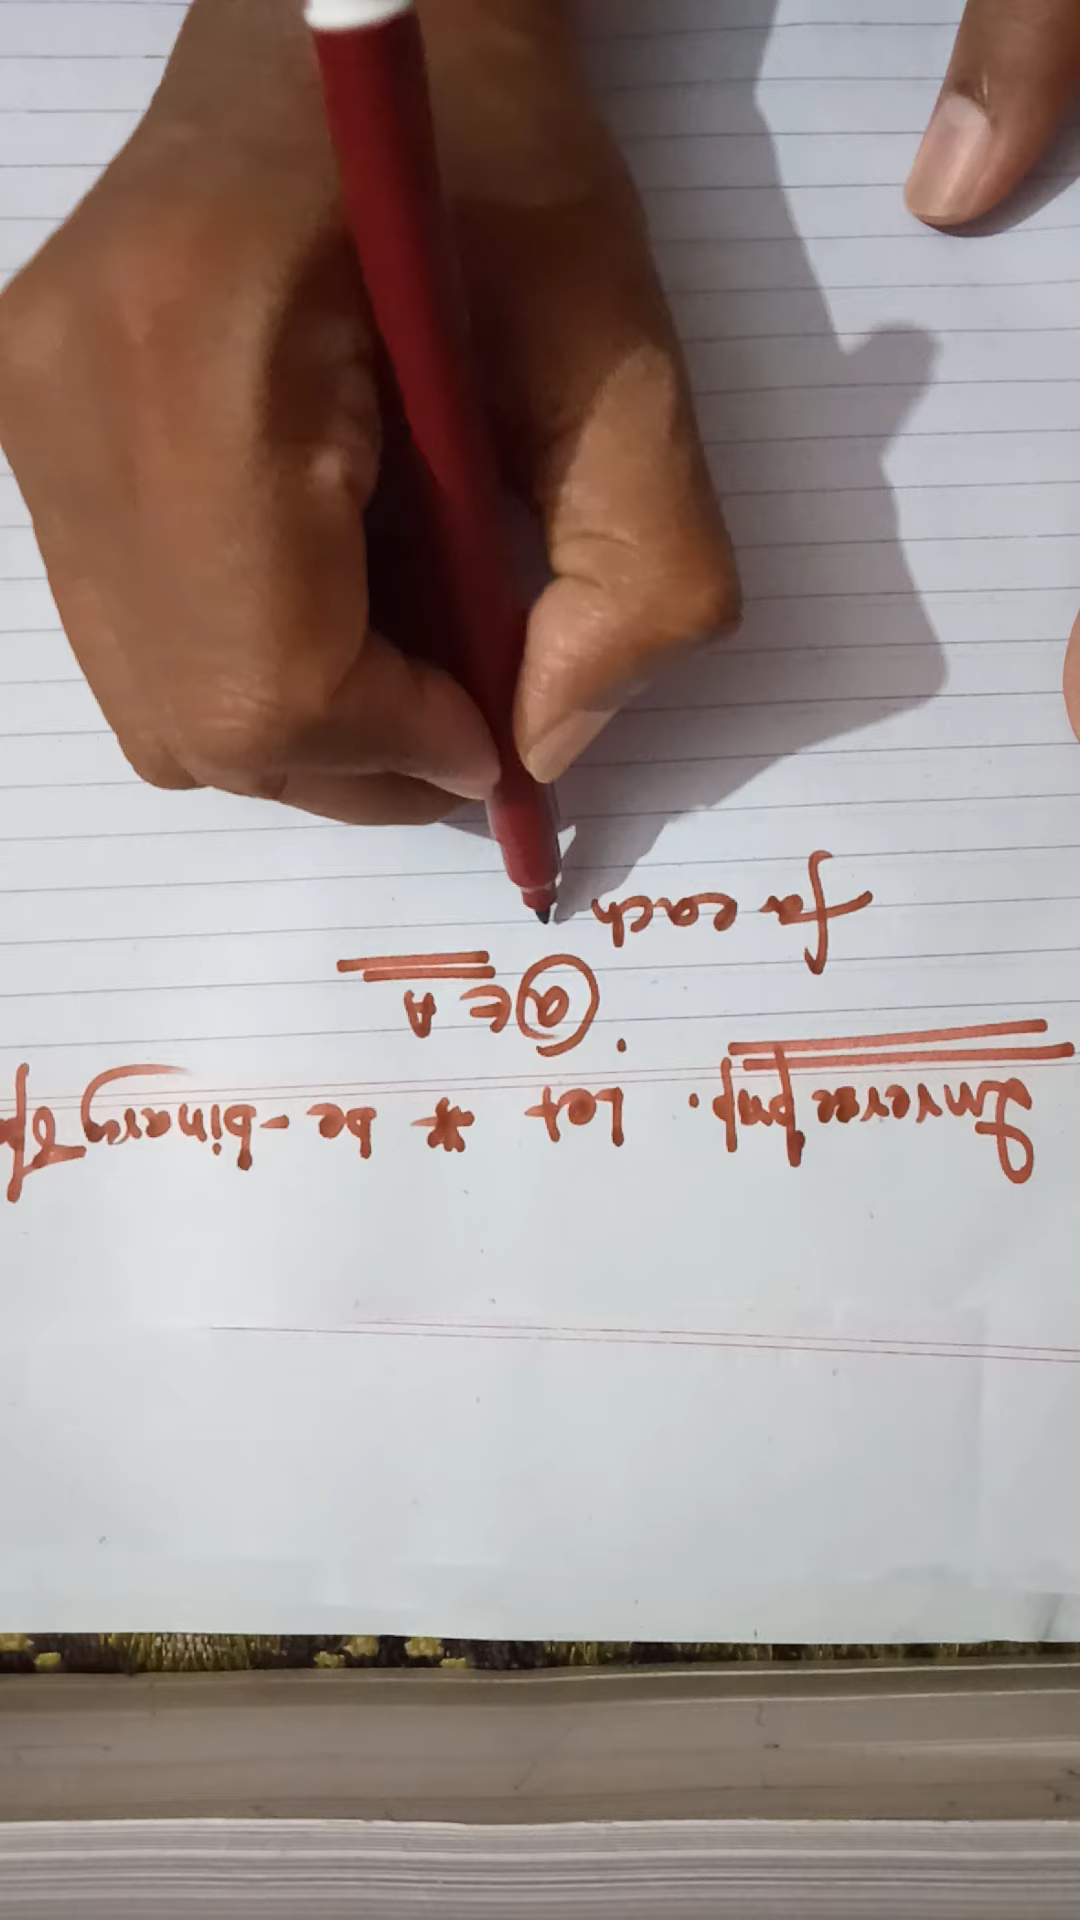 Inverse prop. Let * be - binary Op
a ∈ A
for each